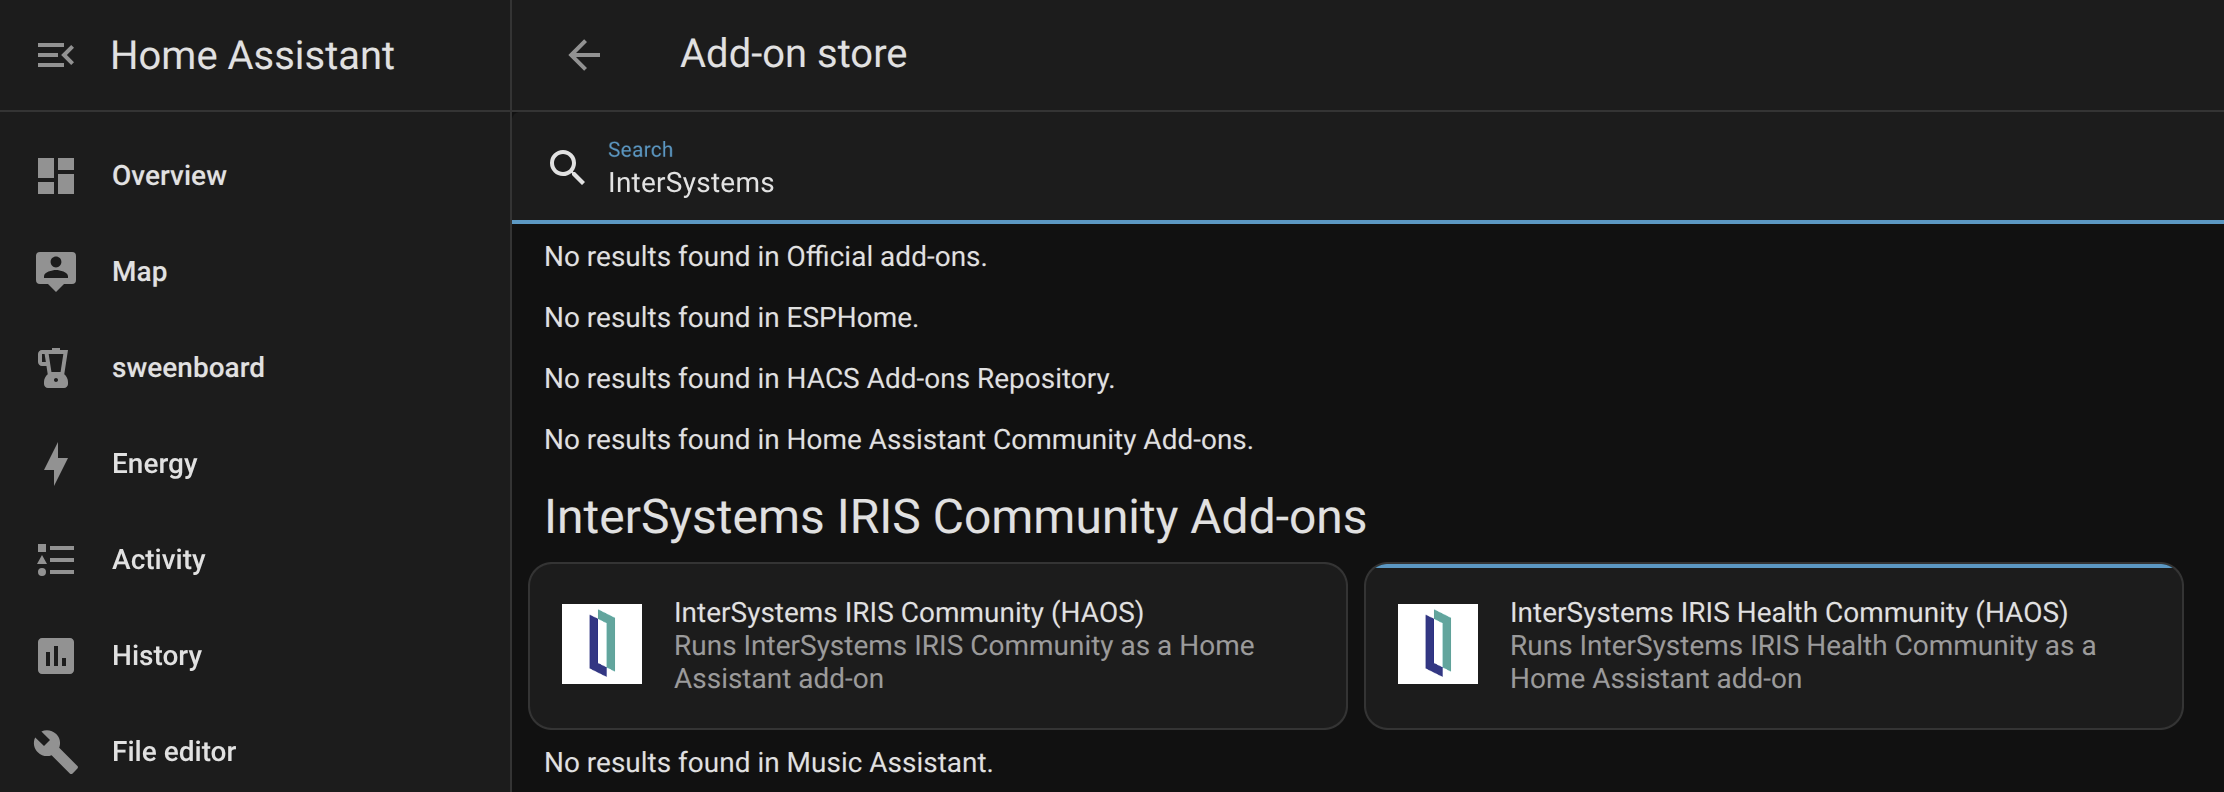 Home Assistant
Overview
Map
sweenboard
Energy
Activity
History
File editor
Add-on store
Search
InterSystems
No results found in Official add-ons.
No results found in ESPHome.
No results found in HACS Add-ons Repository.
No results found in Home Assistant Community Add-ons.
InterSystems IRIS Community Add-ons
InterSystems IRIS Community (HAOS)
Runs InterSystems IRIS Community as a Home
Assistant add-on
InterSystems IRIS Health Community (HAOS)
Runs InterSystems IRIS Health Community as a
Home Assistant add-on
No results found in Music Assistant.